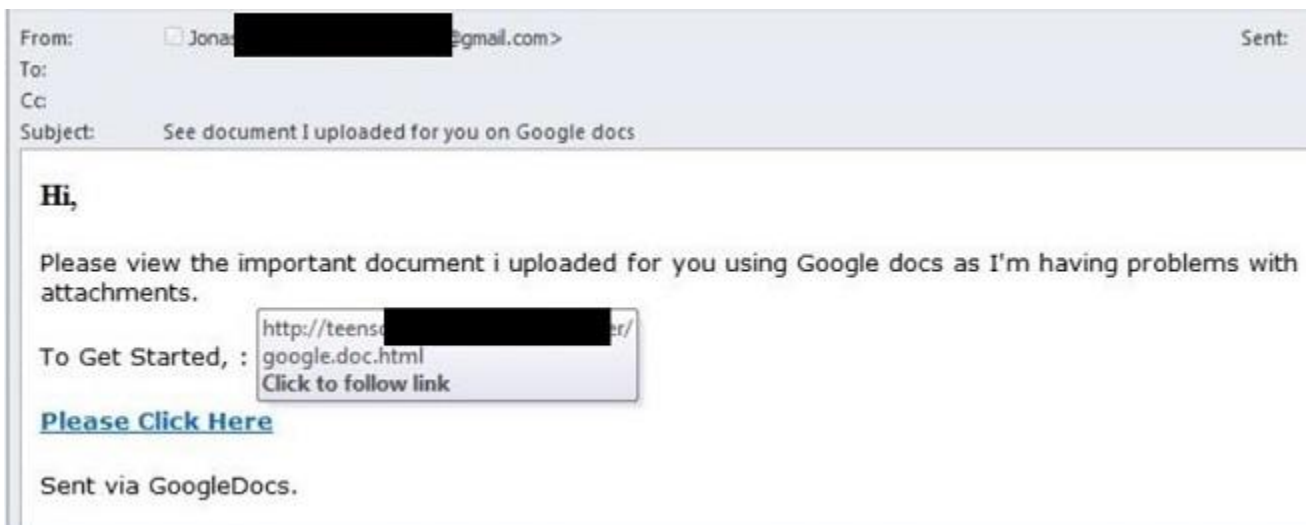 From: Jonas @gmail.com> Sent:
To:
Cc:
Subject: See document I uploaded for you on Google docs
Hi,
Please view the important document i uploaded for you using Google docs as I'm having problems with
attachments.
http://teens er/
To Get Started, : google.doc.html
Click to follow link
Please Click Here
Sent via GoogleDocs.